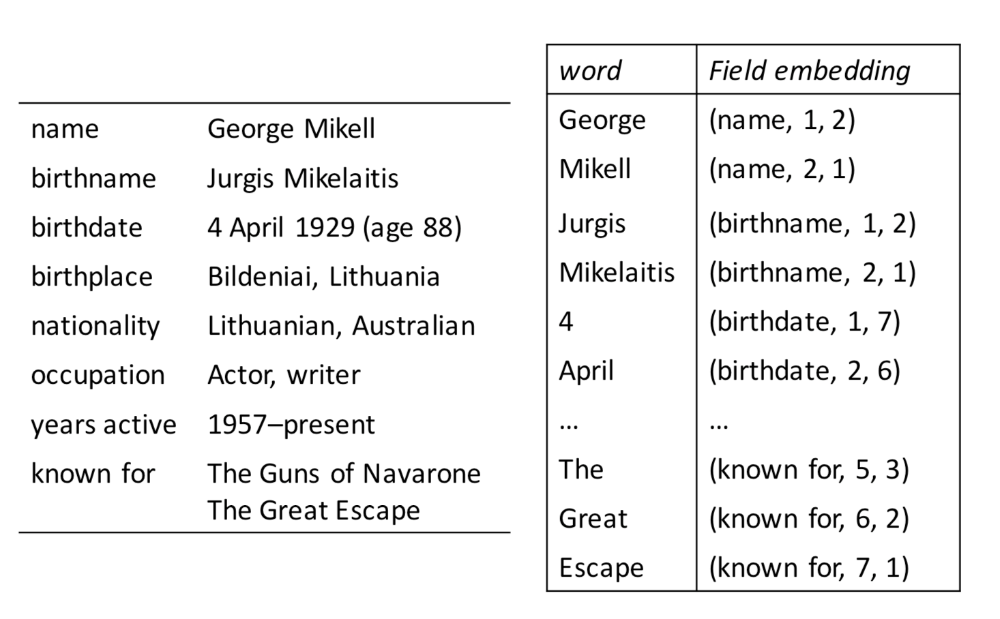 name George Mikell
birthname Jurgis Mikelaitis
birthdate 4 April 1929 (age 88)
birthplace Bildeniai, Lithuania
nationality Lithuanian, Australian
occupation Actor, writer
years active 1957–present
known for The Guns of Navarone
The Great Escape
word Field embedding
George (name, 1, 2)
Mikell (name, 2, 1)
Jurgis (birthname, 1, 2)
Mikelaitis (birthname, 2, 1)
4 (birthdate, 1, 7)
April (birthdate, 2, 6)
... ...
The (known for, 5, 3)
Great (known for, 6, 2)
Escape (known for, 7, 1)